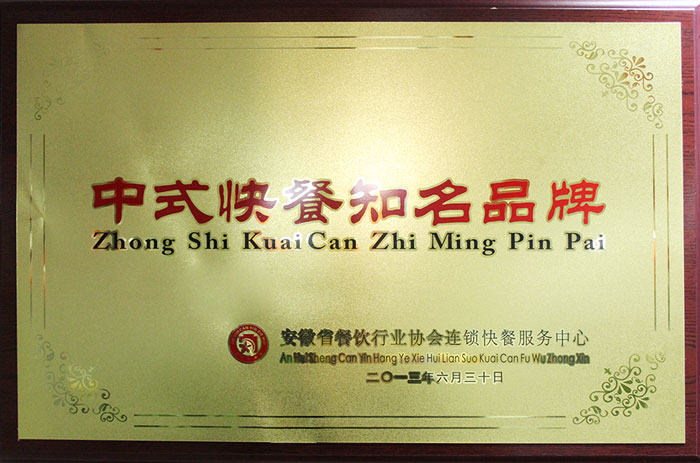 中式快餐知名品牌
Zhong Shi Kuai Can Zhi Ming Pin Pai
安徽省餐饮行业协会连锁快餐服务中心
An Hui Sheng Can Yin Hang Ye Xie Hui Lian Suo Kuai Can Fu Wu Zhong Xin
二〇一三年六月三十日